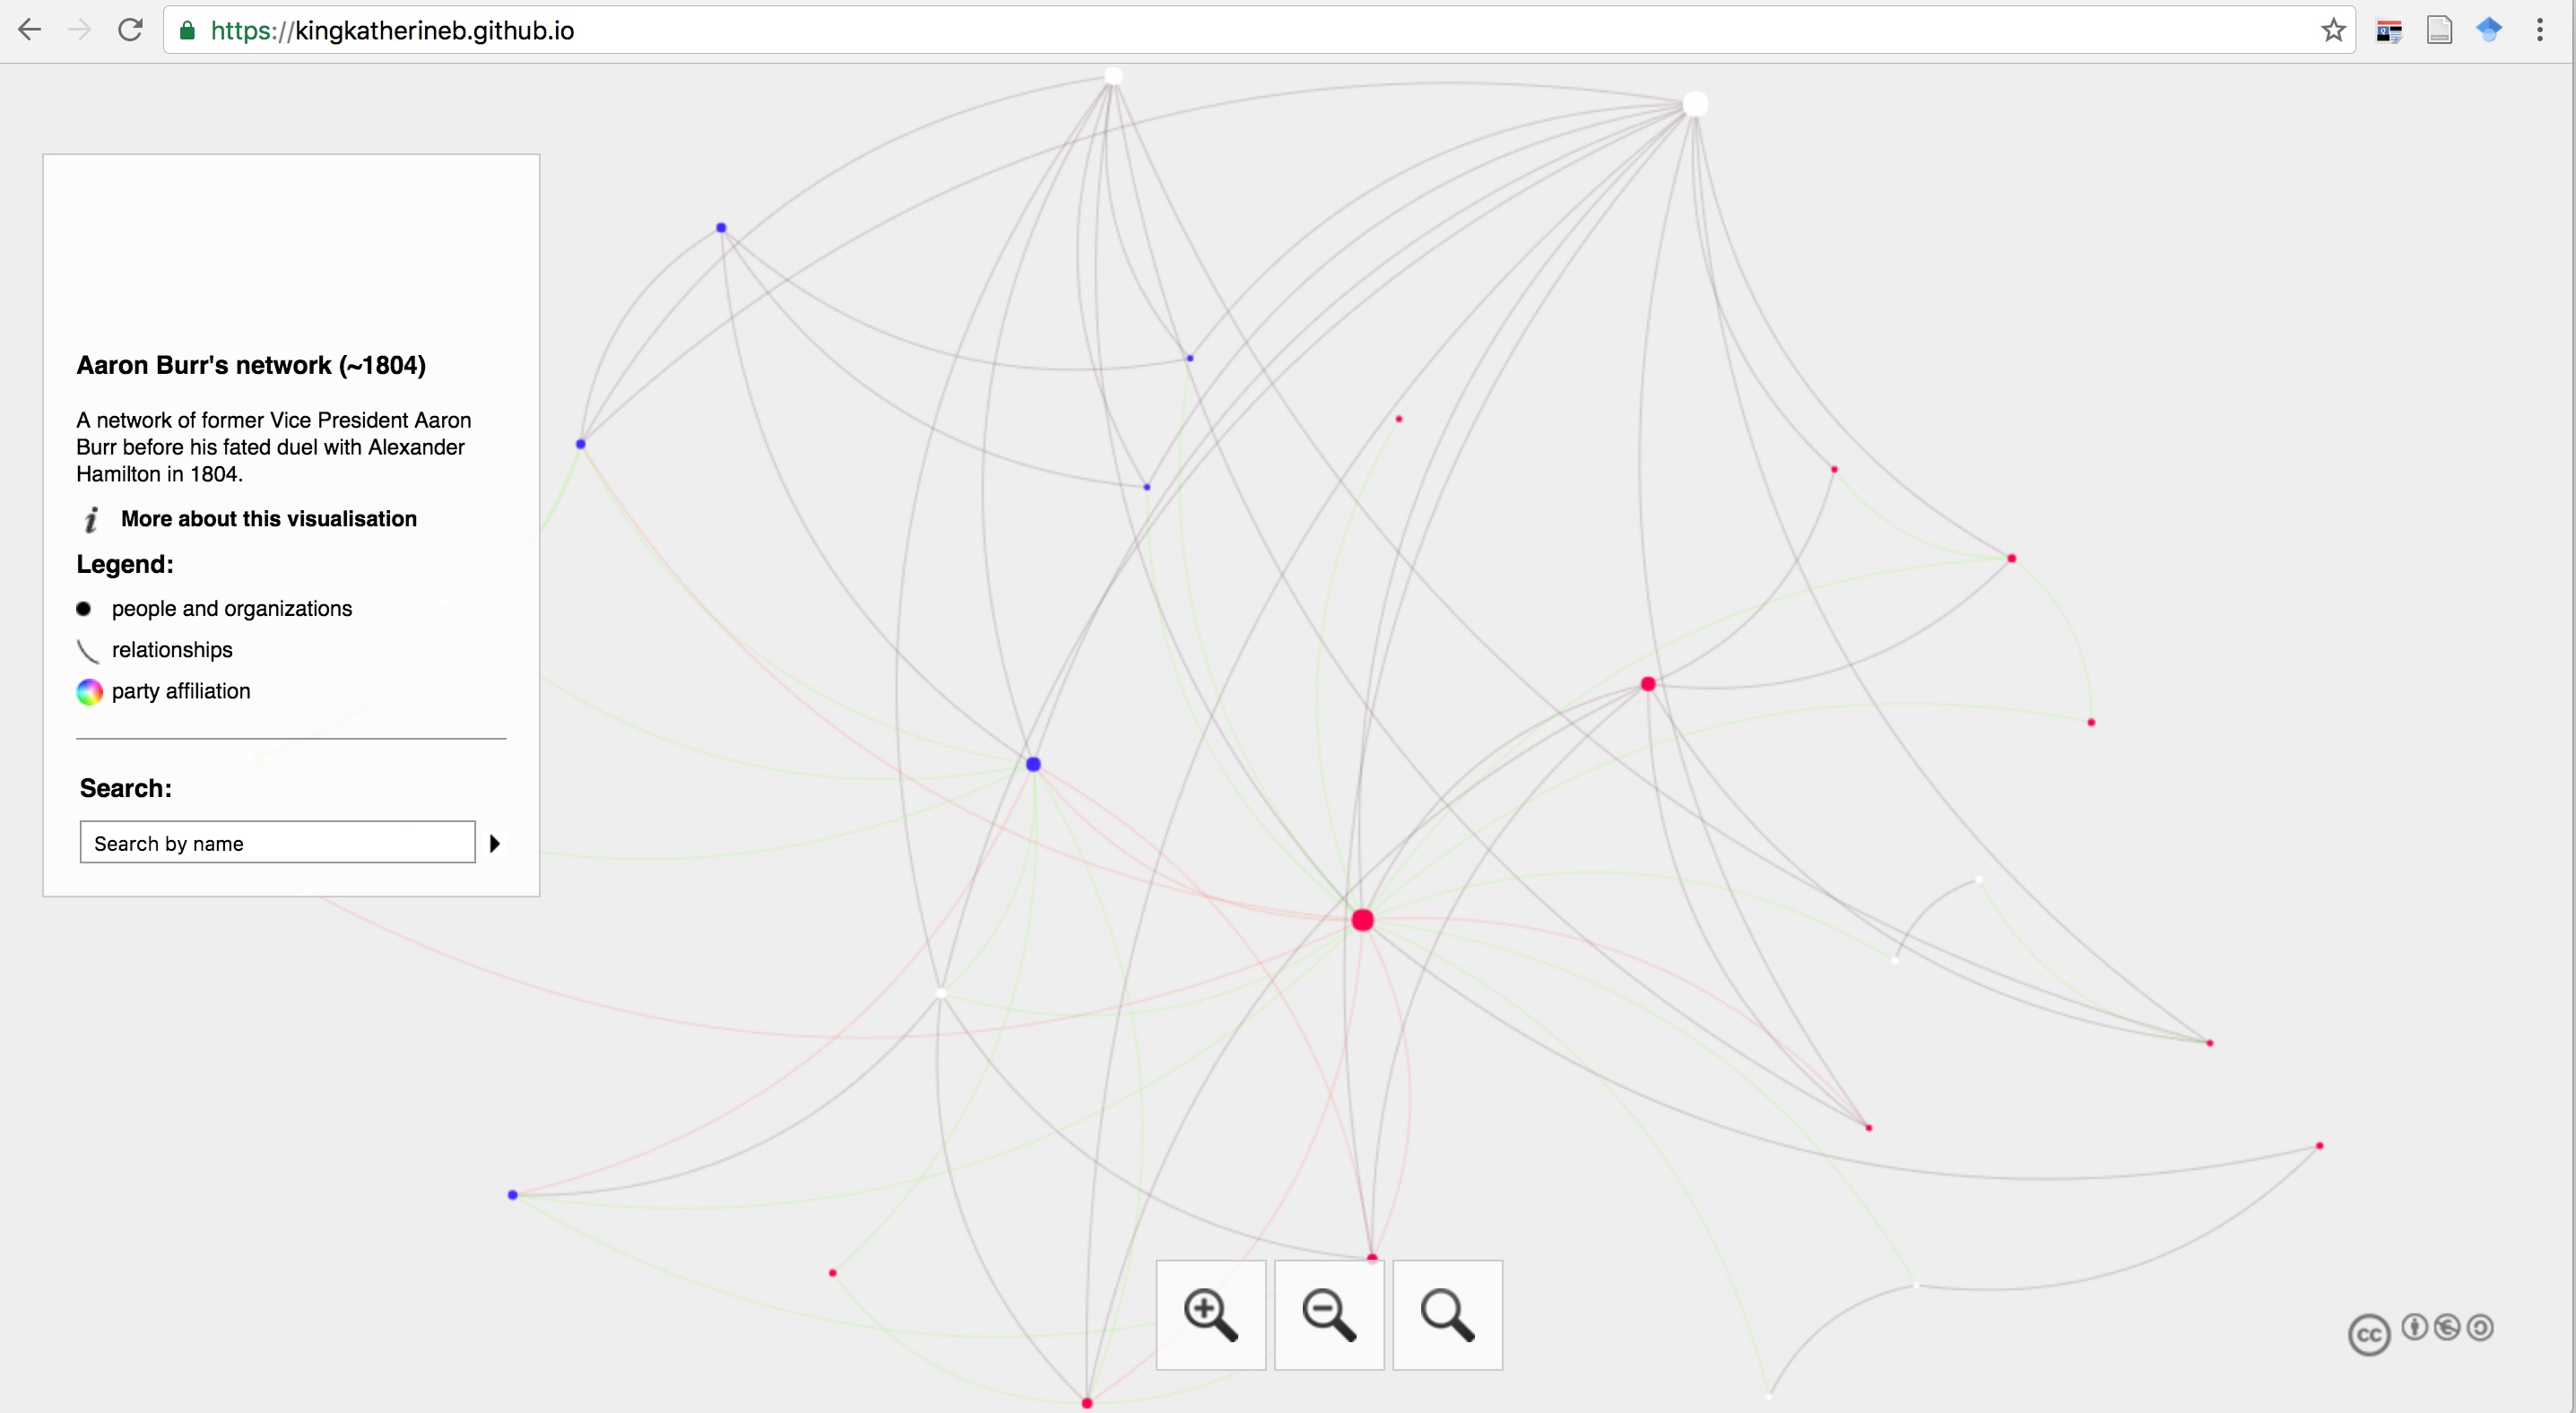 https://kingkatherineb.github.io
Aaron Burr's network (~1804)
A network of former Vice President Aaron
Burr before his fated duel with Alexander
Hamilton in 1804.
i More about this visualisation
Legend:
people and organizations
relationships
party affiliation
Search:
Search by name
cc